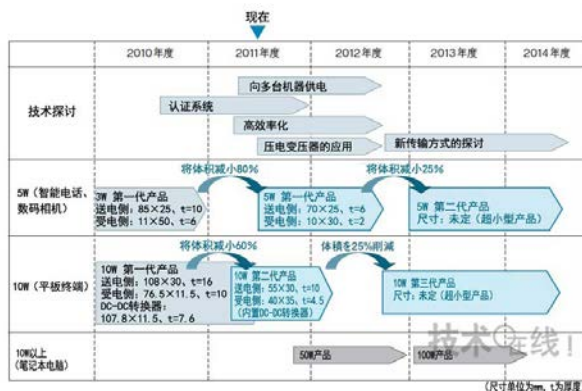 现在
2010年度
2011年度
2012年度
2013年度
2014年度
技术探讨
向多台机器供电
认证系统
高效率化
压电变压器的应用
新传输方式的探讨
5W（智能电话、
数码相机）
将体积减小80%
将体积减小25%
3W 第一代产品
送电侧：85×25、t=10
受电侧：11×50、t=6
5W 第一代产品
送电侧：70×25、t=6
受电侧：10×30、t=2
5W 第二代产品
尺寸：未定（超小型产品）
10W（平板终端）
将体积减小60%
体積を25%削減
10W 第一代产品
送电侧：108×30、t=16
受电侧：76.5×11.5、t=10
DC-DC转换器：
107.8×11.5、t=7.6
10W 第二代产品
送电侧：55×30、t=10
受电侧：40×35、t=4.5
（内置DC-DC转换器）
10W 第三代产品
尺寸：未定（超小型产品）
10W以上
（笔记本电脑）
50W产品
100W产品
技术在线！
（尺寸单位为mm，t为厚度